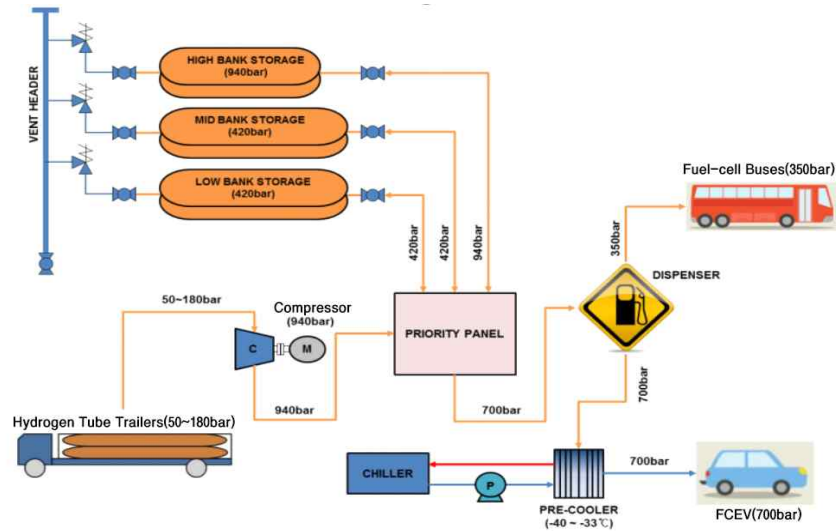 VENT HEADER
HIGH BANK STORAGE
(940bar)
MID BANK STORAGE
(420bar)
LOW BANK STORAGE
(420bar)
420bar
420bar
940bar
Fuel-cell Buses(350bar)
350bar
DISPENSER
50~180bar
Compressor
(940bar)
C
M
PRIORITY PANEL
940bar
700bar
700bar
Hydrogen Tube Trailers(50~180bar)
CHILLER
P
PRE-COOLER
(-40 ~ -33℃)
700bar
FCEV(700bar)